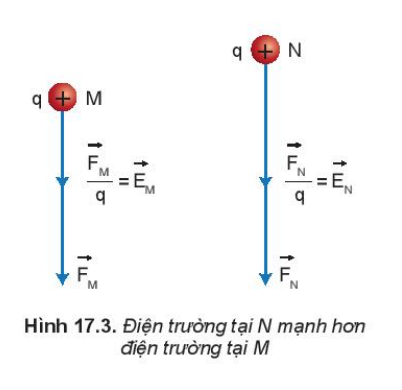 q + M
q + N
F_M / q = E_M
F_N / q = E_N
F_M
F_N
Hình 17.3. Điện trường tại N mạnh hơn
điện trường tại M